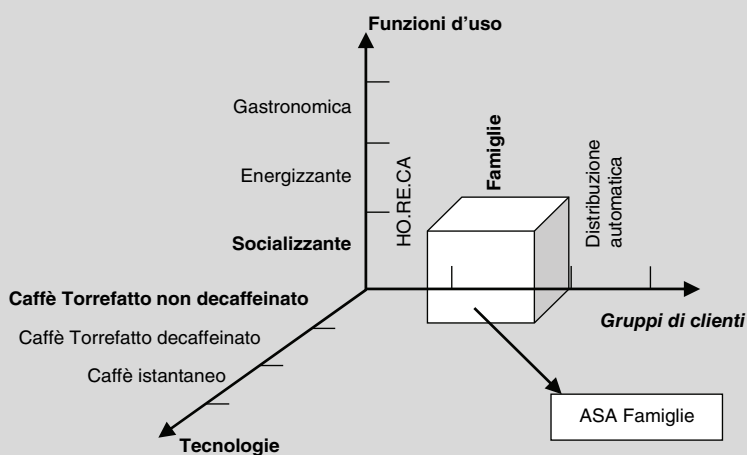 Funzioni d’uso
Gastronomica
Energizzante
Socializzante
HO.RE.CA
Famiglie
Distribuzione
automatica
Caffè Torrefatto non decaffeinato
Caffè Torrefatto decaffeinato
Caffè istantaneo
Tecnologie
Gruppi di clienti
ASA Famiglie